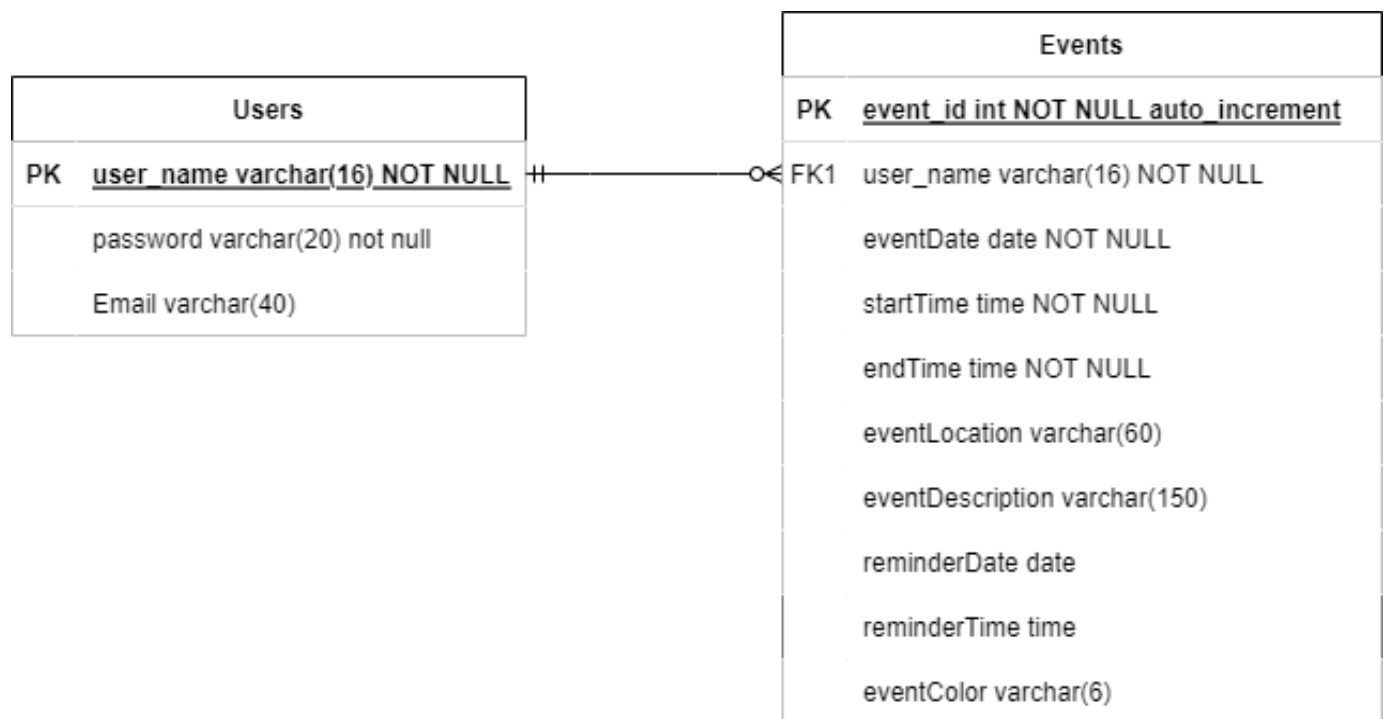 Users
PK user_name varchar(16) NOT NULL
password varchar(20) not null
Email varchar(40)
Events
PK event_id int NOT NULL auto_increment
FK1 user_name varchar(16) NOT NULL
eventDate date NOT NULL
startTime time NOT NULL
endTime time NOT NULL
eventLocation varchar(60)
eventDescription varchar(150)
reminderDate date
reminderTime time
eventColor varchar(6)